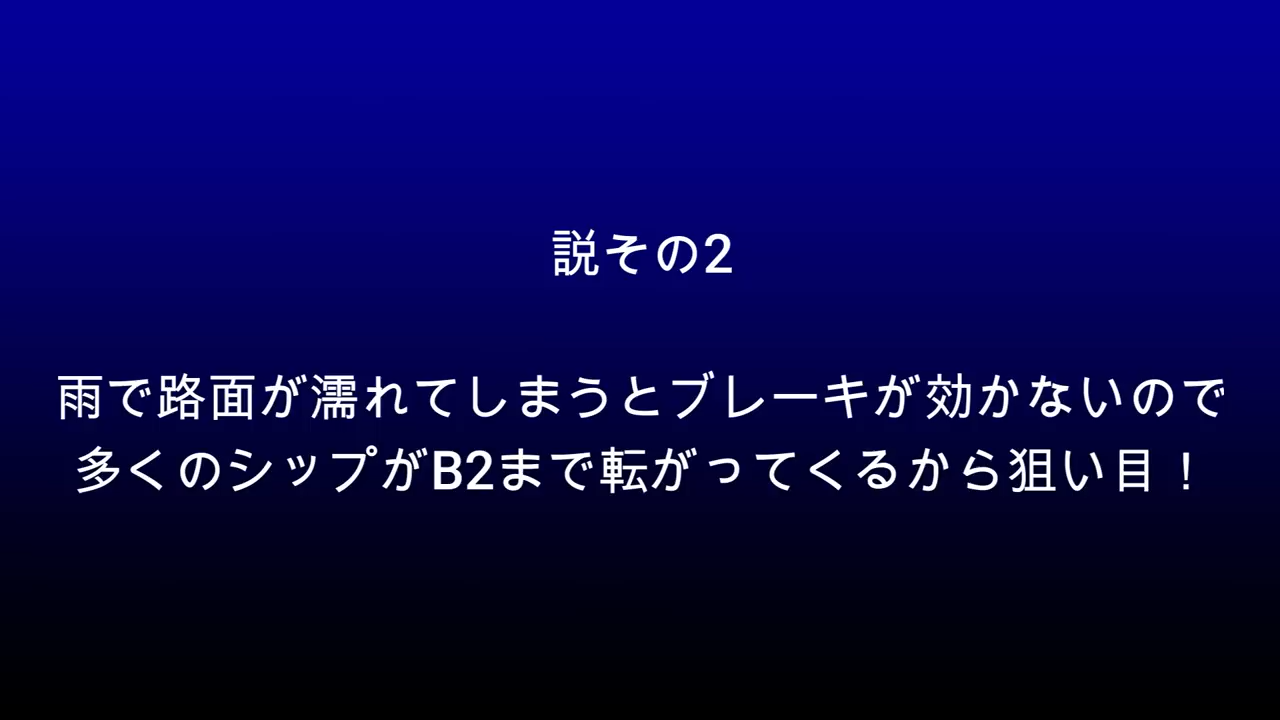 説その2
雨で路面が濡れてしまうとブレーキが効かないので
多くのシップがB2まで転がってくるから狙い目！